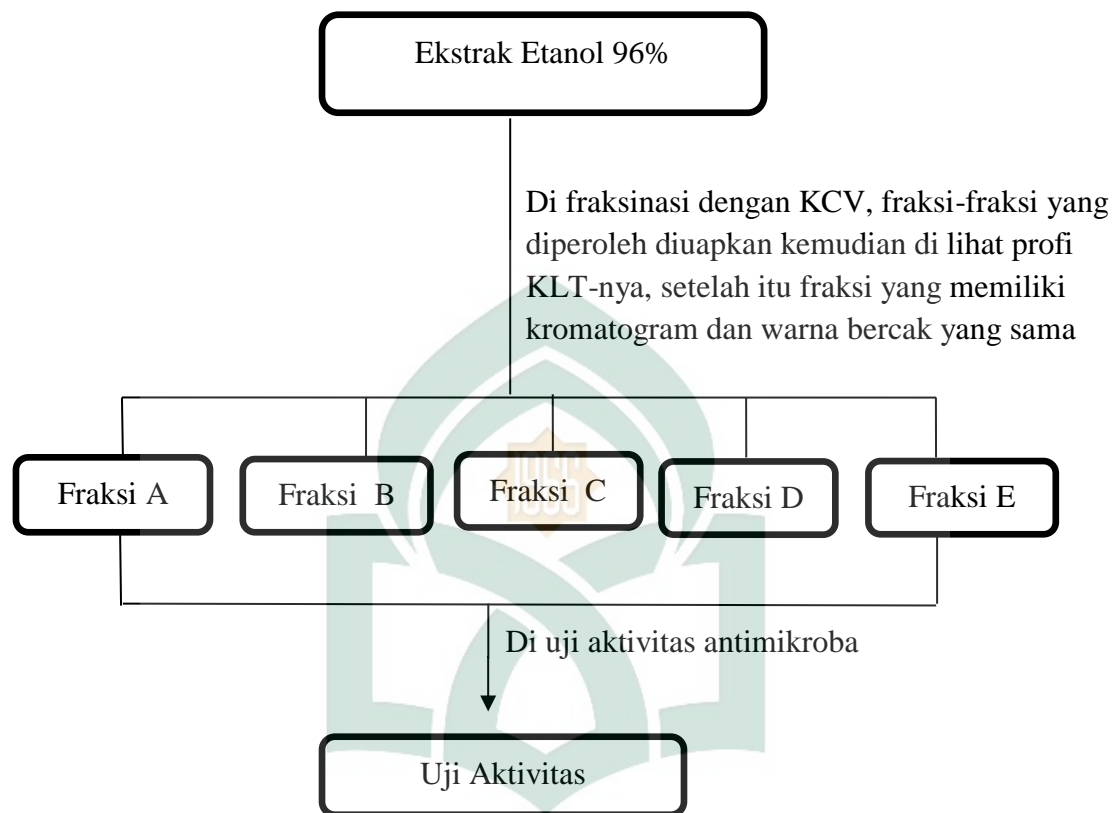 Ekstrak Etanol 96%
Di fraksinasi dengan KCV, fraksi-fraksi yang
diperoleh diuapkan kemudian di lihat profi
KLT-nya, setelah itu fraksi yang memiliki
kromatogram dan warna bercak yang sama
Fraksi A
Fraksi B
Fraksi C
Fraksi D
Fraksi E
1965
Di uji aktivitas antimikroba
Uji Aktivitas